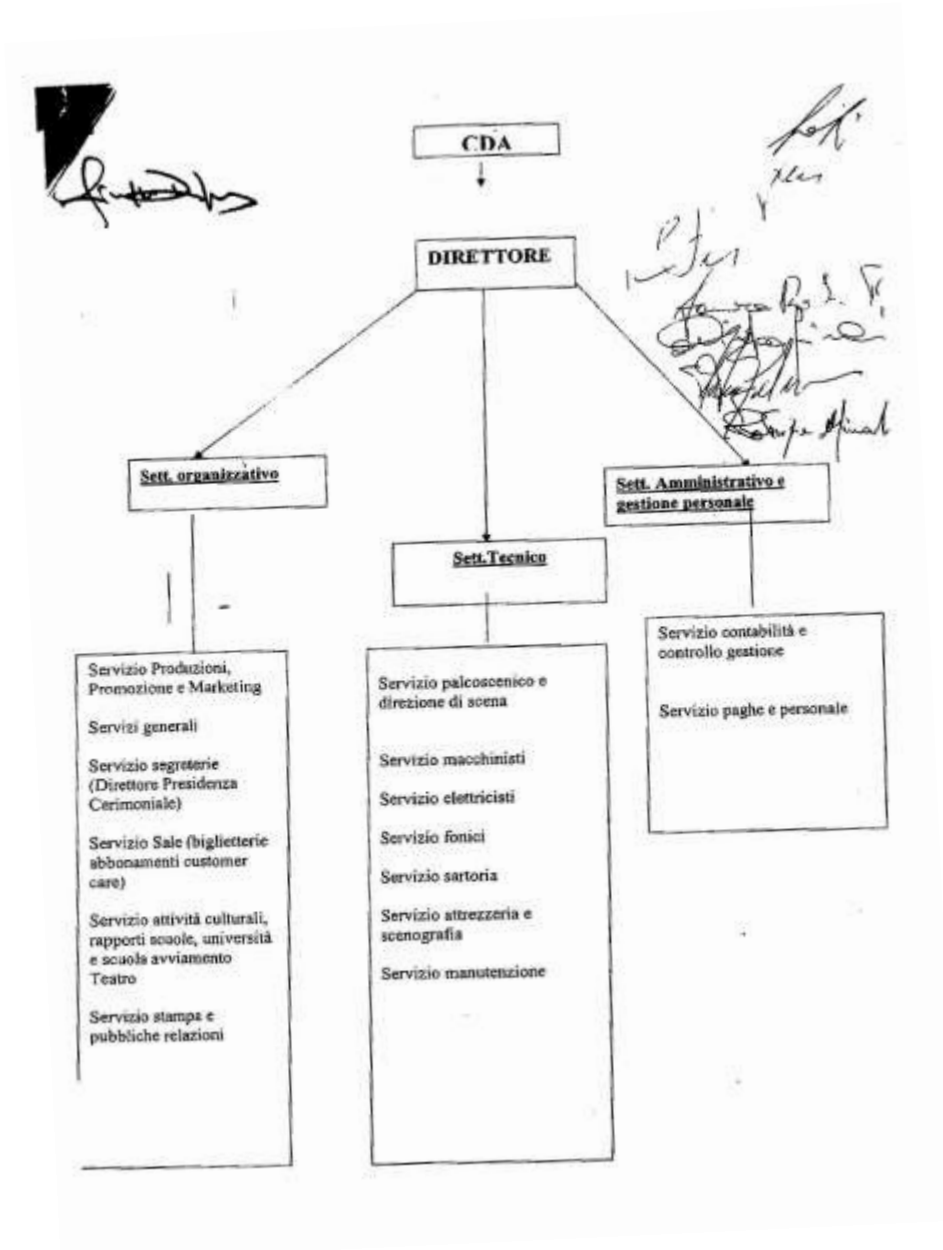 CDA
DIRETTORE
Sett. organizzativo
Sett. Amministrativo e
gestione personale
Sett.Tecnico
Servizio Produzioni,
Promozione e Marketing
Servizi generali
Servizio segreterie
(Direttore Presidenza
Cerimoniale)
Servizio Sale (biglietterie
abbonamenti customer
care)
Servizio attività culturali,
rapporti scuole, università
e scuola avviamento
Teatro
Servizio stampa e
pubbliche relazioni
Servizio palcoscenico e
direzione di scena
Servizio macchinisti
Servizio elettricisti
Servizio fonici
Servizio sartoria
Servizio attrezzeria e
scenografia
Servizio manutenzione
Servizio contabilità e
controllo gestione
Servizio paghe e personale